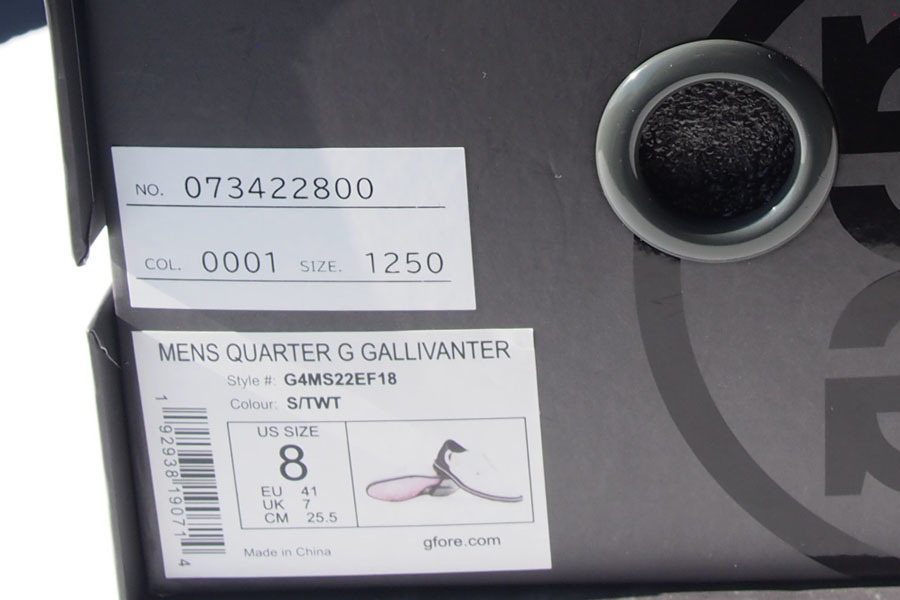 NO. 073422800
COL. 0001 SIZE. 1250
MENS QUARTER G GALLIVANTER
Style #: G4MS22EF18
Colour: S/TWT
US SIZE
8
EU 41
UK 7
CM 25.5
1 92938 19071 4
Made in China
gfore.com